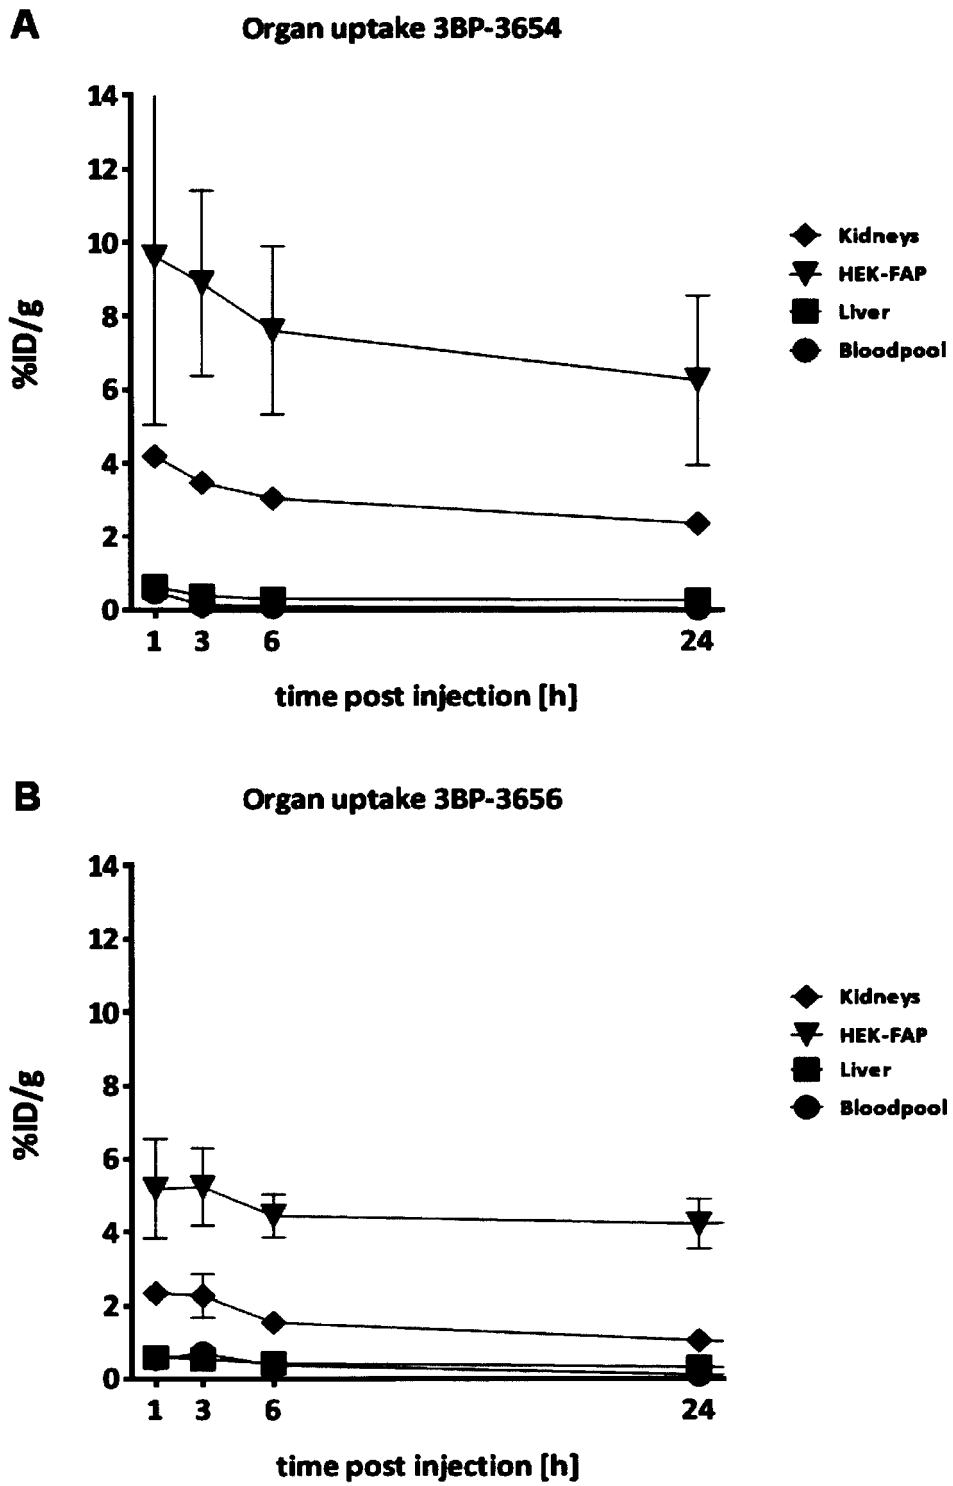 A
Organ uptake 3BP-3654
14
12
10
8
6
4
2
0
%ID/g
1 3 6 24
time post injection [h]
Kidneys
HEK-FAP
Liver
Bloodpool
B
Organ uptake 3BP-3656
14
12
10
8
6
4
2
0
%ID/g
1 3 6 24
time post injection [h]
Kidneys
HEK-FAP
Liver
Bloodpool